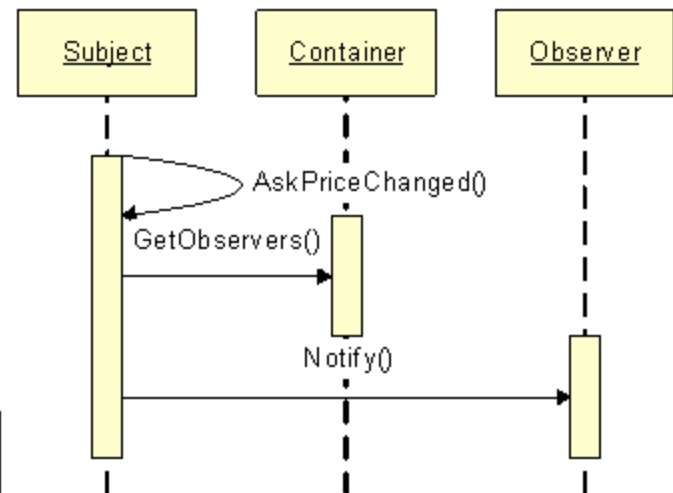 Subject
Container
Observer
AskPriceChanged()
GetObservers()
Notify()